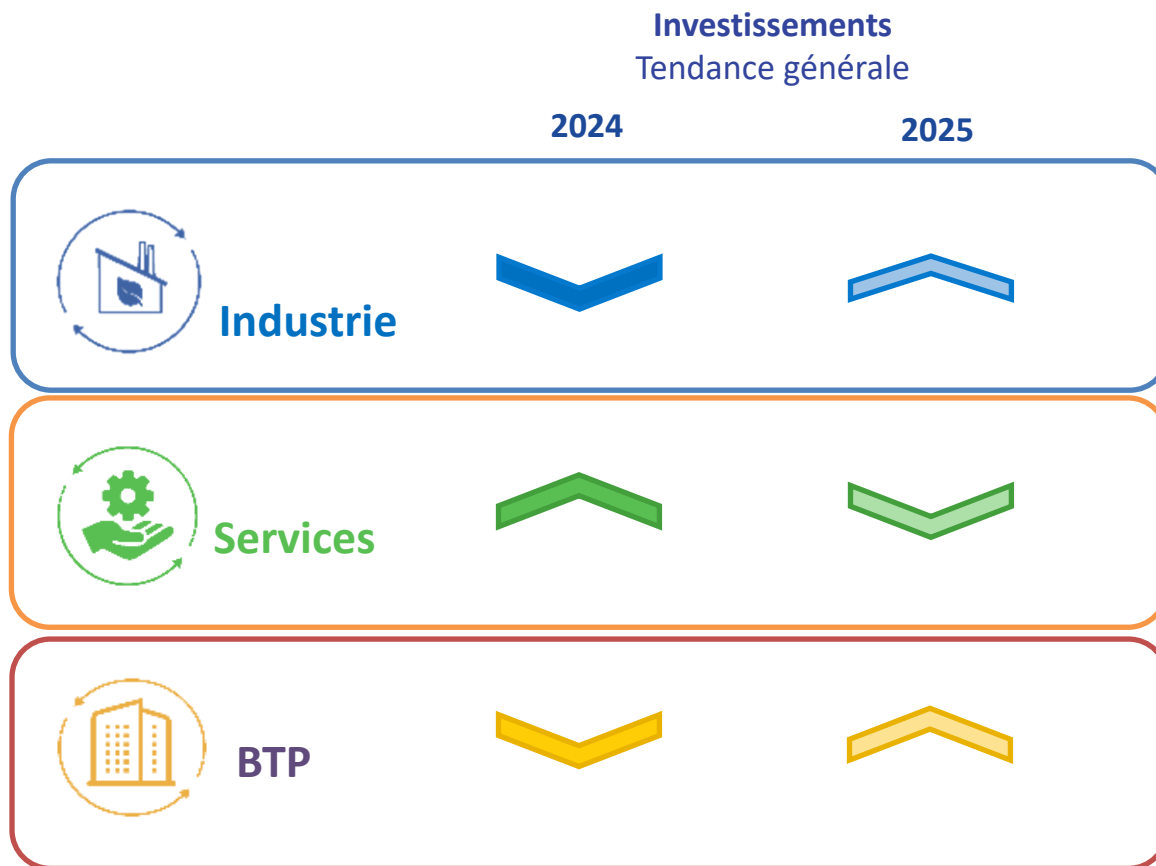 Investissements
Tendance générale
2024
2025
Industrie
Services
BTP